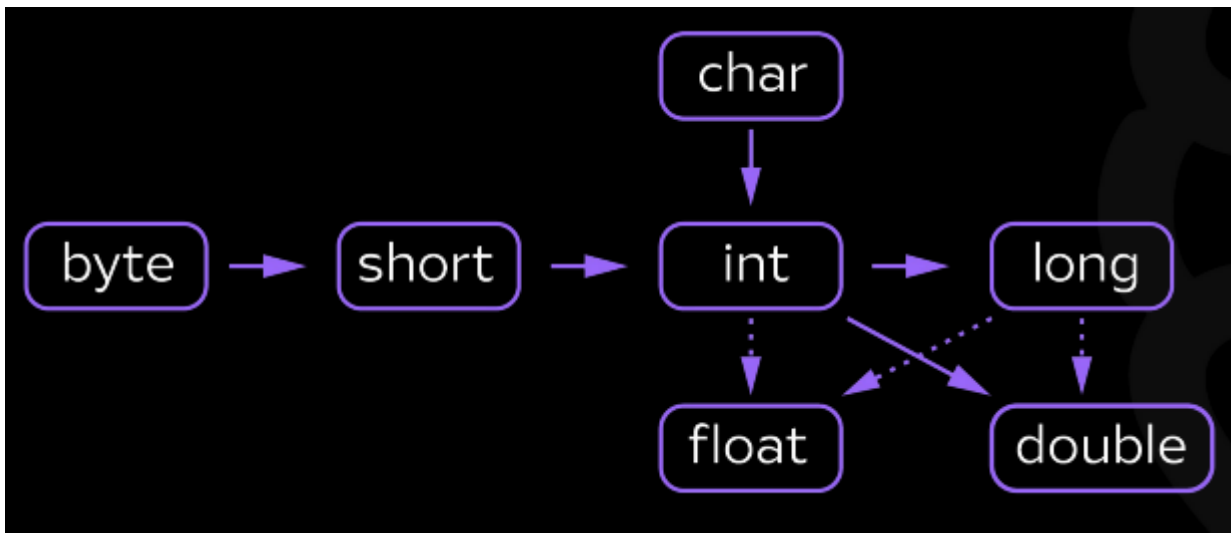 char
byte
short
int
long
float
double